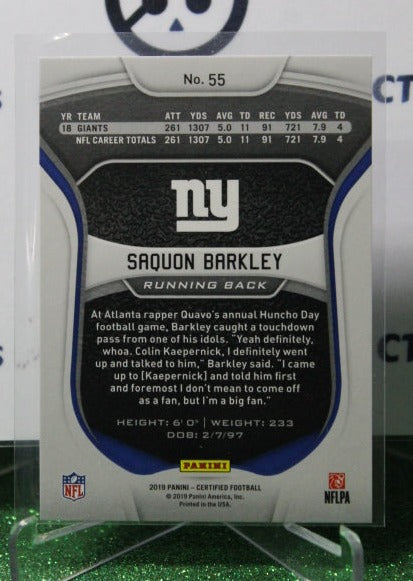 CT
No. 55
YR TEAM ATT YDS AVG TD REC YDS AVG TD
18 GIANTS 261 1307 5.0 11 91 721 7.9 4
NFL CAREER TOTALS 261 1307 5.0 11 91 721 7.9 4
ny
SAQUON BARKLEY
RUNNING BACK
At Atlanta rapper Quavo's annual Huncho Day
football game, Barkley caught a touchdown
pass from one of his idols. "Yeah definitely,
whoa. Colin Kaepernick, I definitely went
up and talked to him," Barkley said. "I came
up to [Kaepernick] and told him first
and foremost I don't mean to come off
as a fan, but I'm a big fan."
HEIGHT: 6' 0" | WEIGHT: 233
DOB: 2/7/97
PANINI
NFL
NFLPA
2019 PANINI - CERTIFIED FOOTBALL
© 2019 Panini America, Inc.
Printed in the USA.